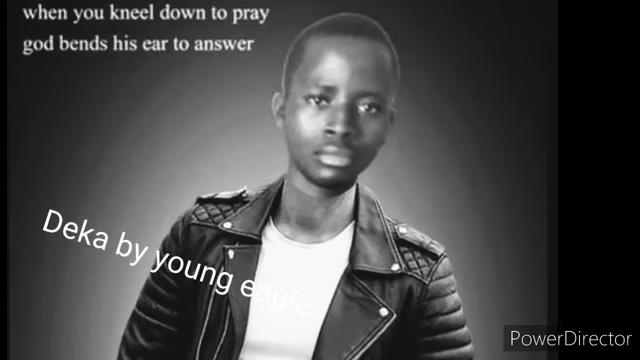 when you kneel down to pray
god bends his ear to answer
Deka by young eagle
PowerDirector